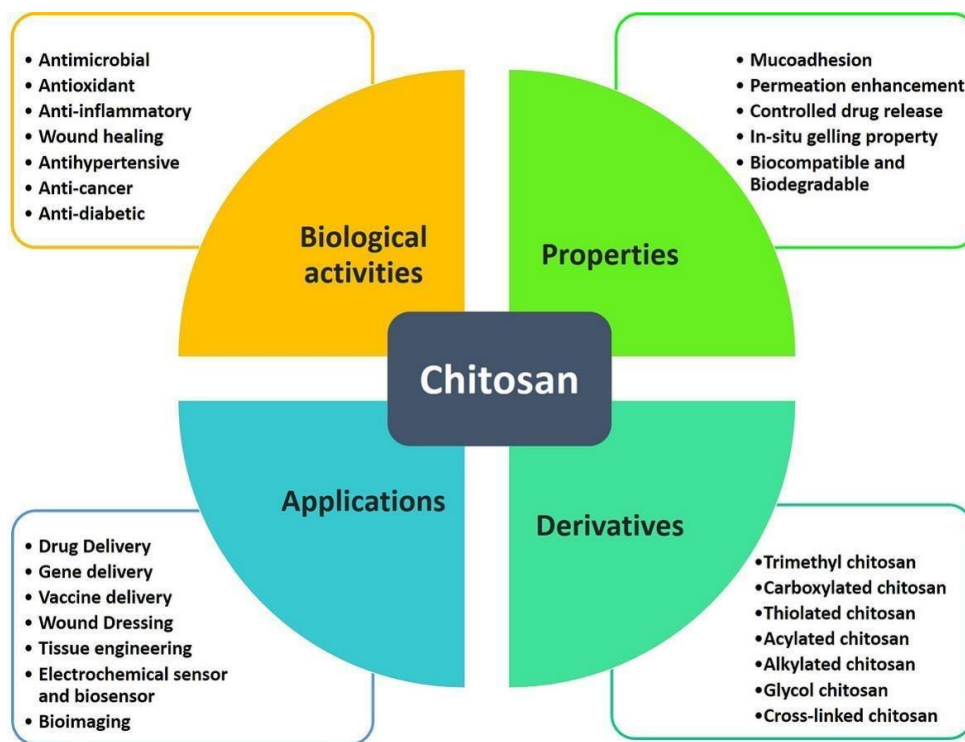 • Antimicrobial
• Antioxidant
• Anti-inflammatory
• Wound healing
• Antihypertensive
• Anti-cancer
• Anti-diabetic
• Mucoadhesion
• Permeation enhancement
• Controlled drug release
• In-situ gelling property
• Biocompatible and
Biodegradable
Biological
activities
Properties
Chitosan
Applications
Derivatives
• Drug Delivery
• Gene delivery
• Vaccine delivery
• Wound Dressing
• Tissue engineering
• Electrochemical sensor
and biosensor
• Bioimaging
•Trimethyl chitosan
•Carboxylated chitosan
•Thiolated chitosan
•Acylated chitosan
•Alkylated chitosan
•Glycol chitosan
•Cross-linked chitosan